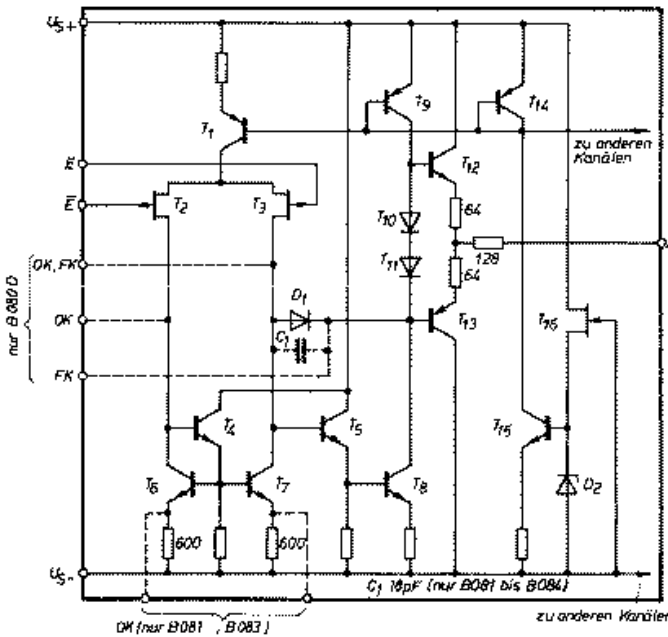 U_S+
T_1
T_9
T_14
zu anderen
Kanälen
E
E̅
T_2
T_3
T_12
64
T_10
128
T_11
64
OK, FK
D_1
T_13
T_16
nur B080D
OK
C_1
FK
T_4
T_5
T_15
T_6
T_7
T_8
D_2
600
600
U_S-
C_1 18pF (nur B081 bis B084)
OK (nur B081 , B083)
zu anderen Kanälen